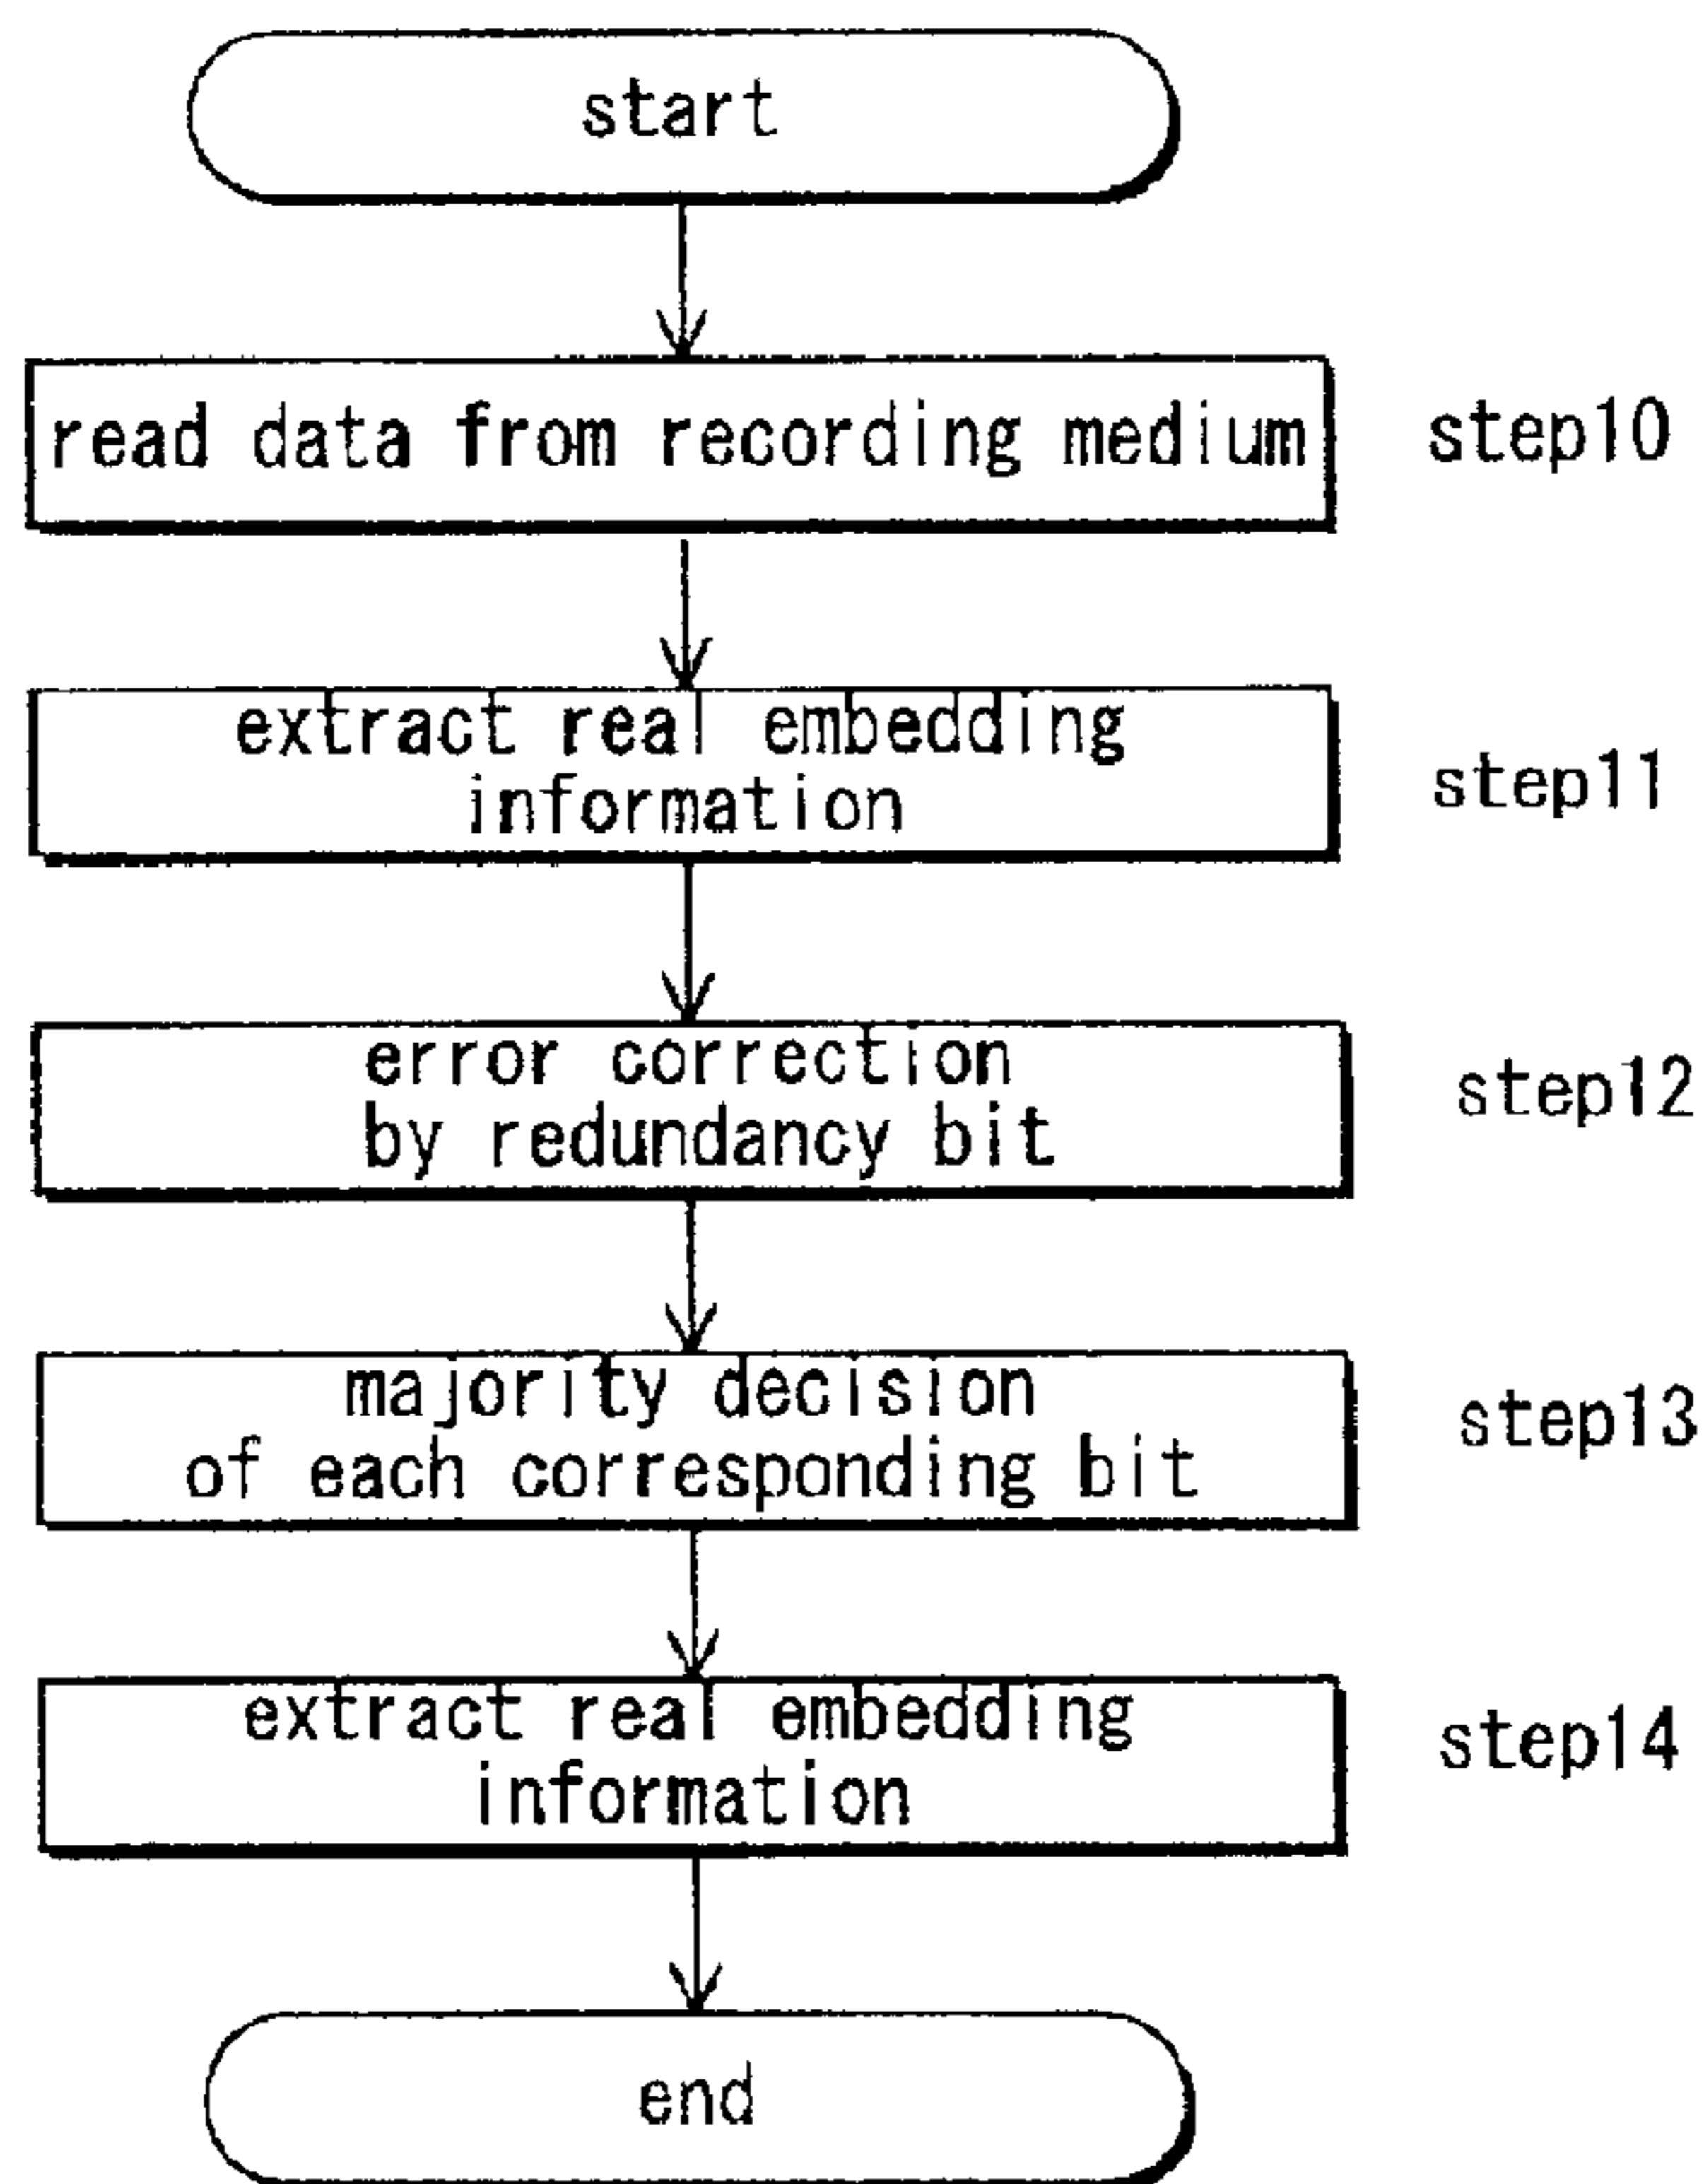 start
read data from recording medium
step10
extract real embedding
information
step11
error correction
by redundancy bit
step12
majority decision
of each corresponding bit
step13
extract real embedding
information
step14
end